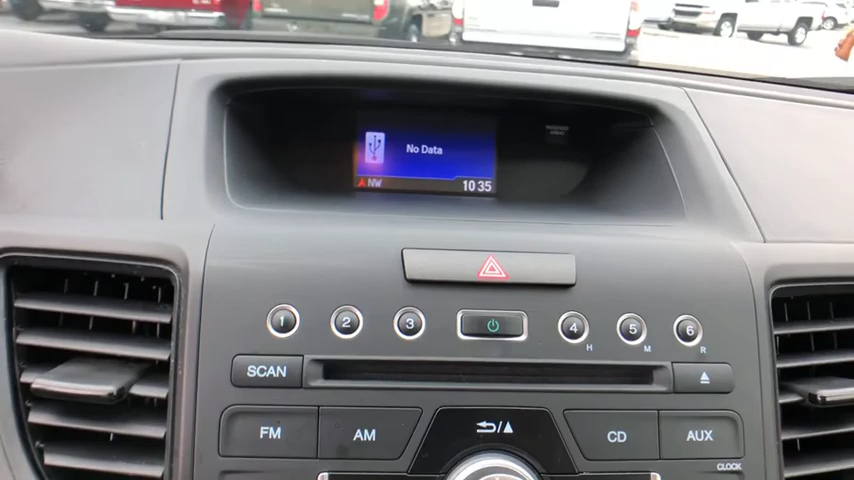 No Data
NW 10:35
1 2 3 4 5 6
H M R
SCAN
FM AM CD AUX
CLOCK